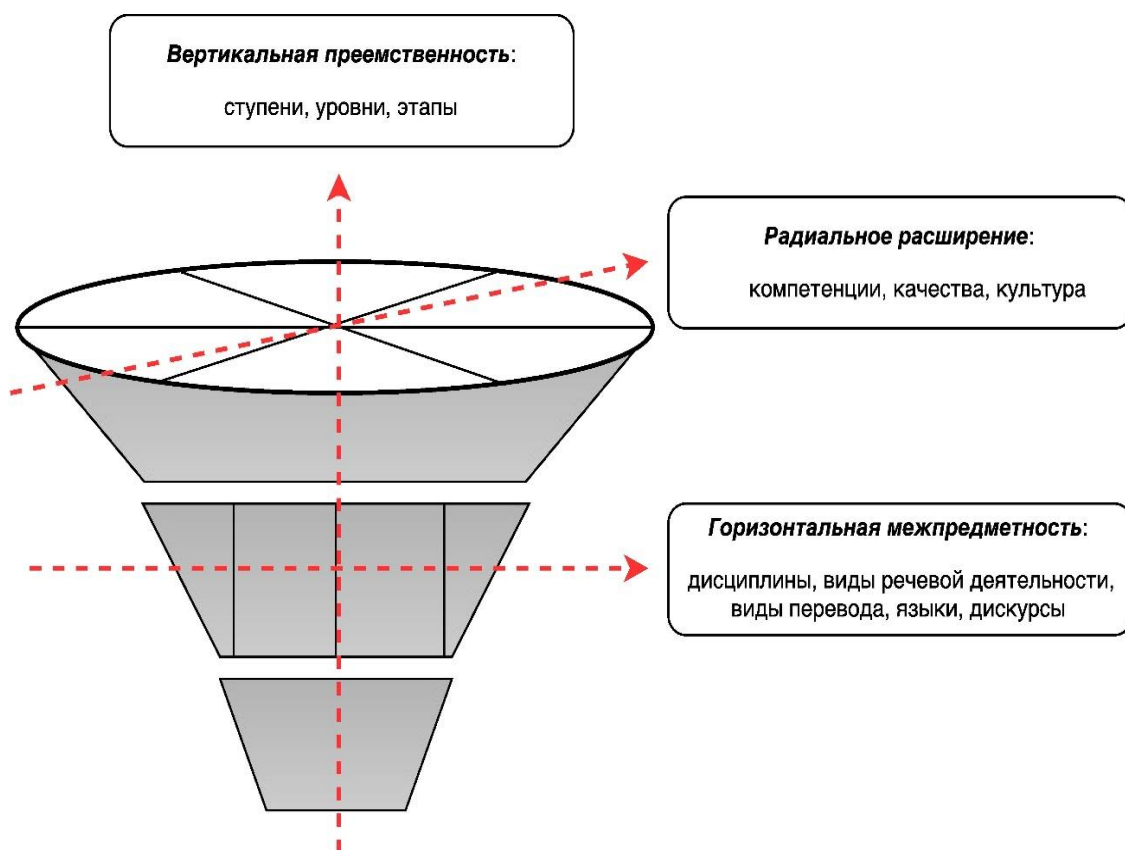 Вертикальная преемственность:
ступени, уровни, этапы
Радиальное расширение:
компетенции, качества, культура
Горизонтальная межпредметность:
дисциплины, виды речевой деятельности,
виды перевода, языки, дискурсы